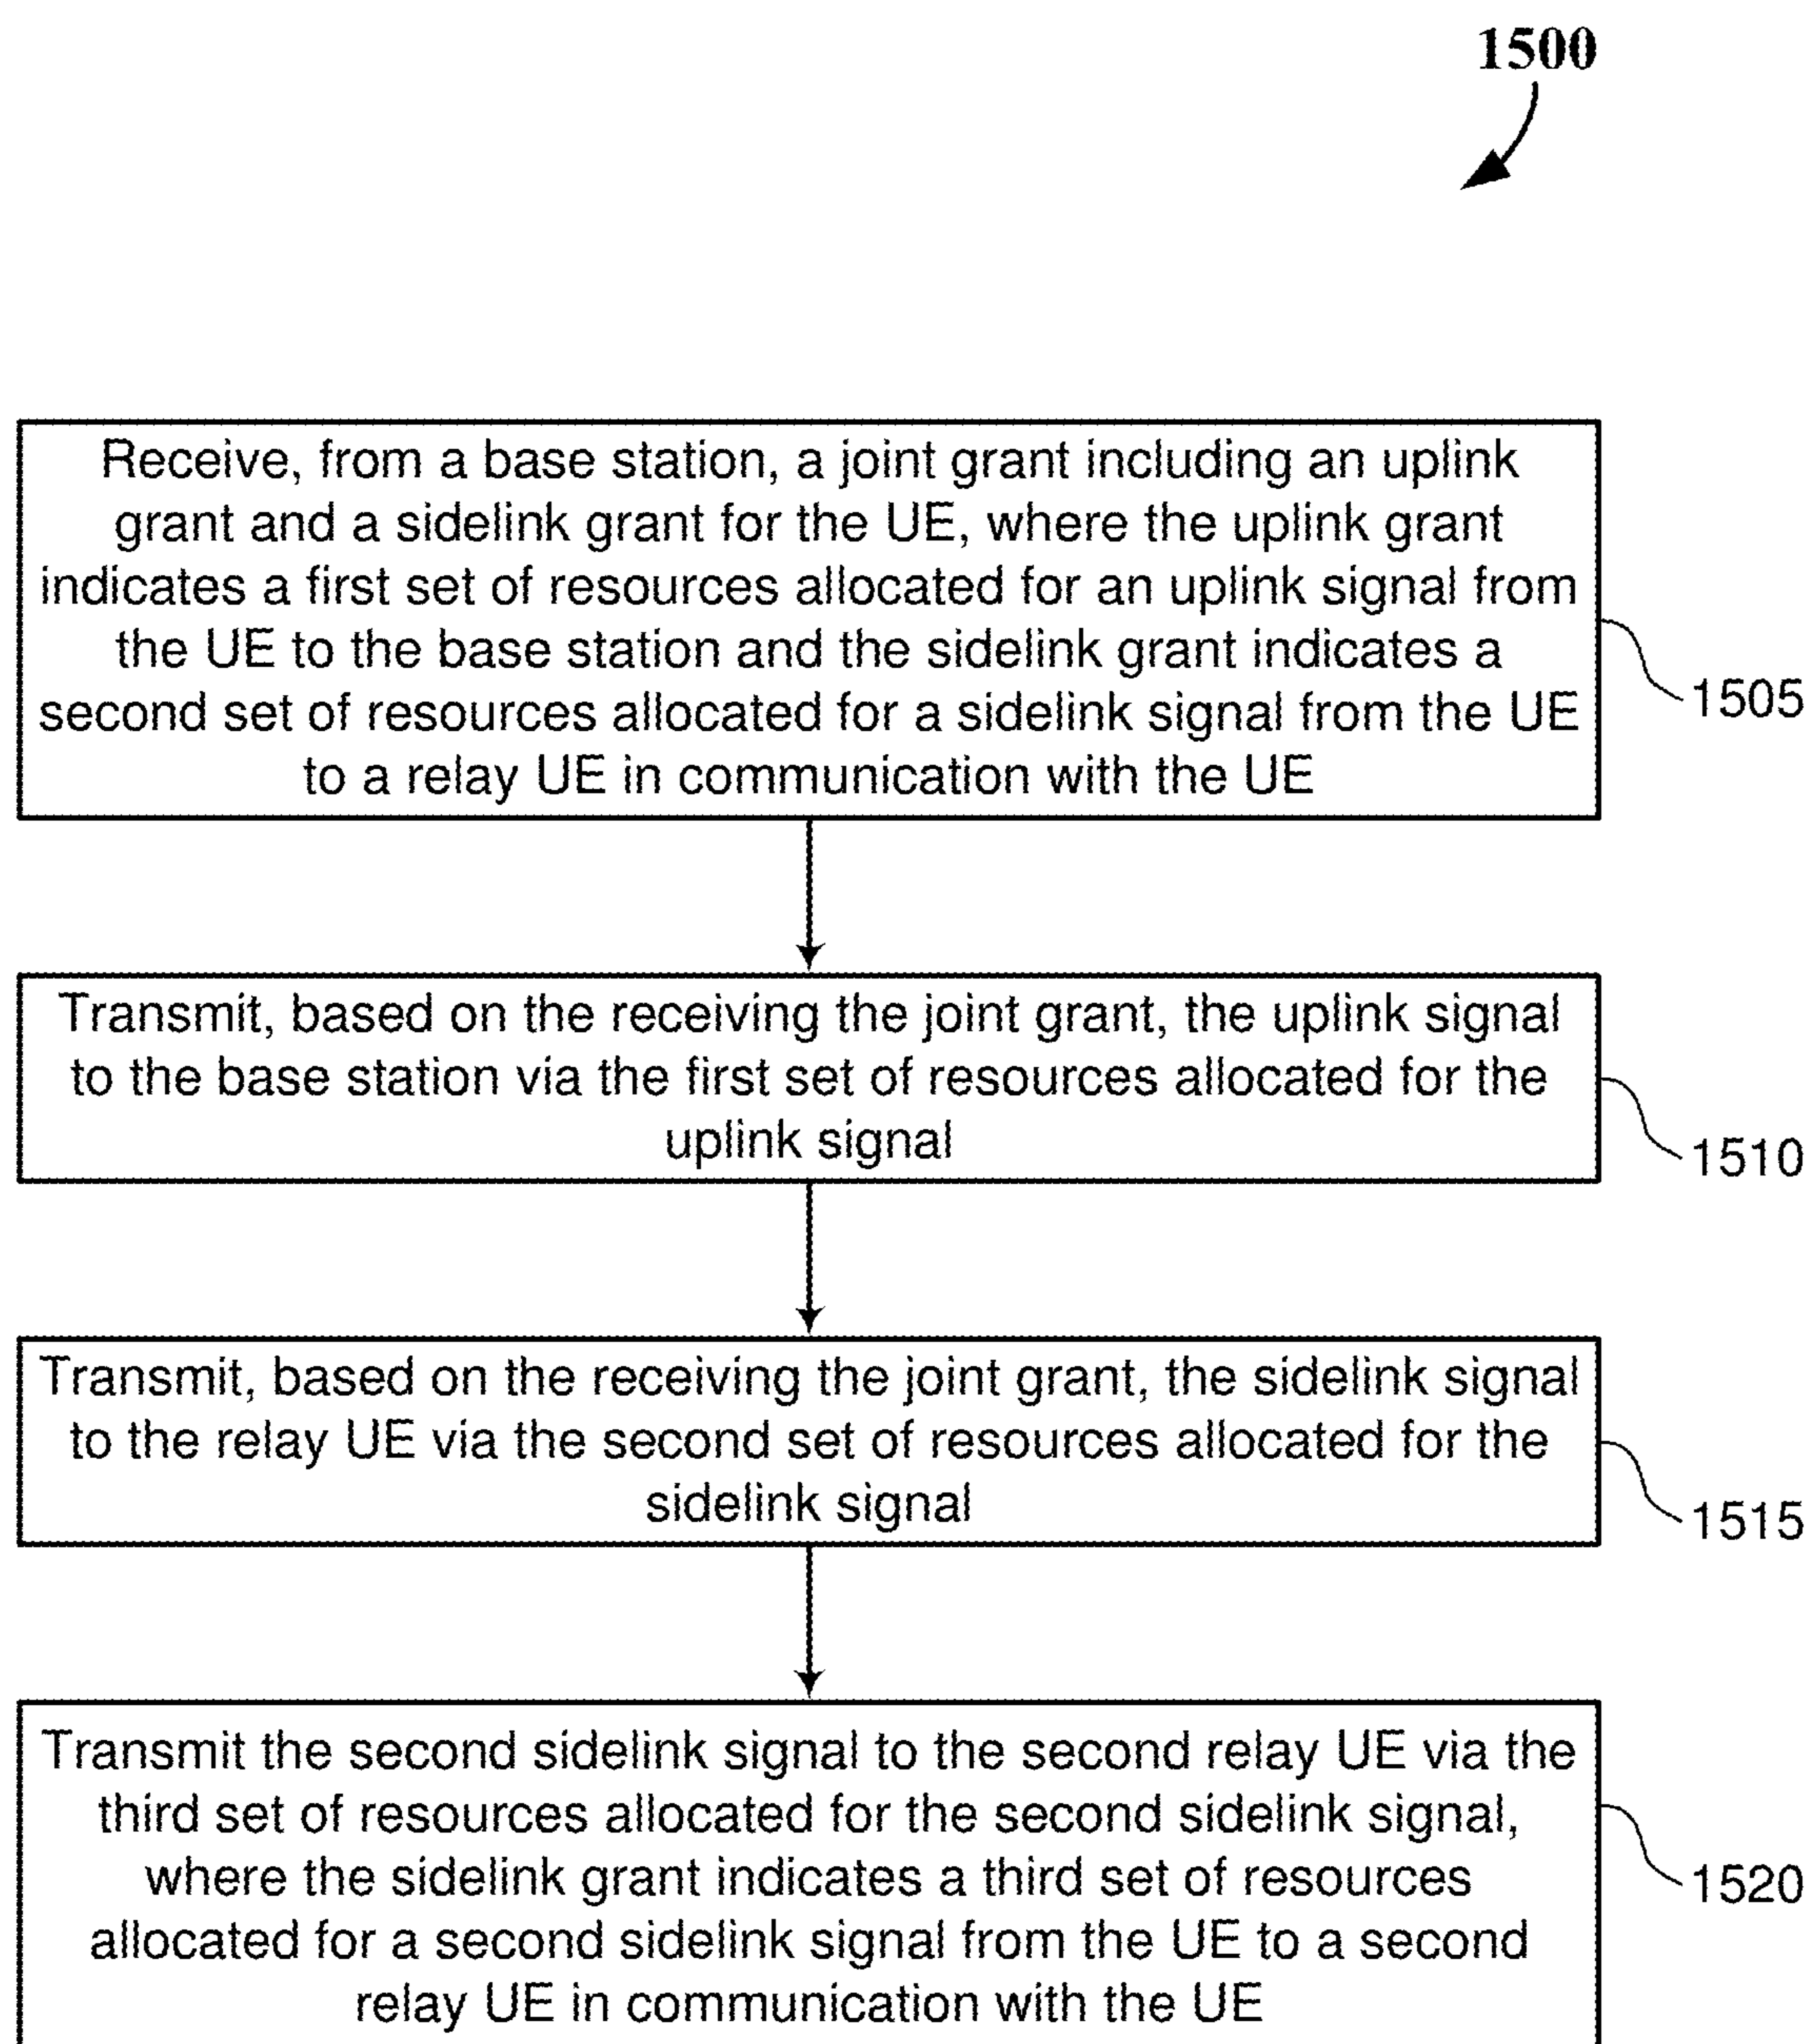 1500
Receive, from a base station, a joint grant including an uplink
grant and a sidelink grant for the UE, where the uplink grant
indicates a first set of resources allocated for an uplink signal from
the UE to the base station and the sidelink grant indicates a
second set of resources allocated for a sidelink signal from the UE
to a relay UE in communication with the UE
1505
Transmit, based on the receiving the joint grant, the uplink signal
to the base station via the first set of resources allocated for the
uplink signal
1510
Transmit, based on the receiving the joint grant, the sidelink signal
to the relay UE via the second set of resources allocated for the
sidelink signal
1515
Transmit the second sidelink signal to the second relay UE via the
third set of resources allocated for the second sidelink signal,
where the sidelink grant indicates a third set of resources
allocated for a second sidelink signal from the UE to a second
relay UE in communication with the UE
1520